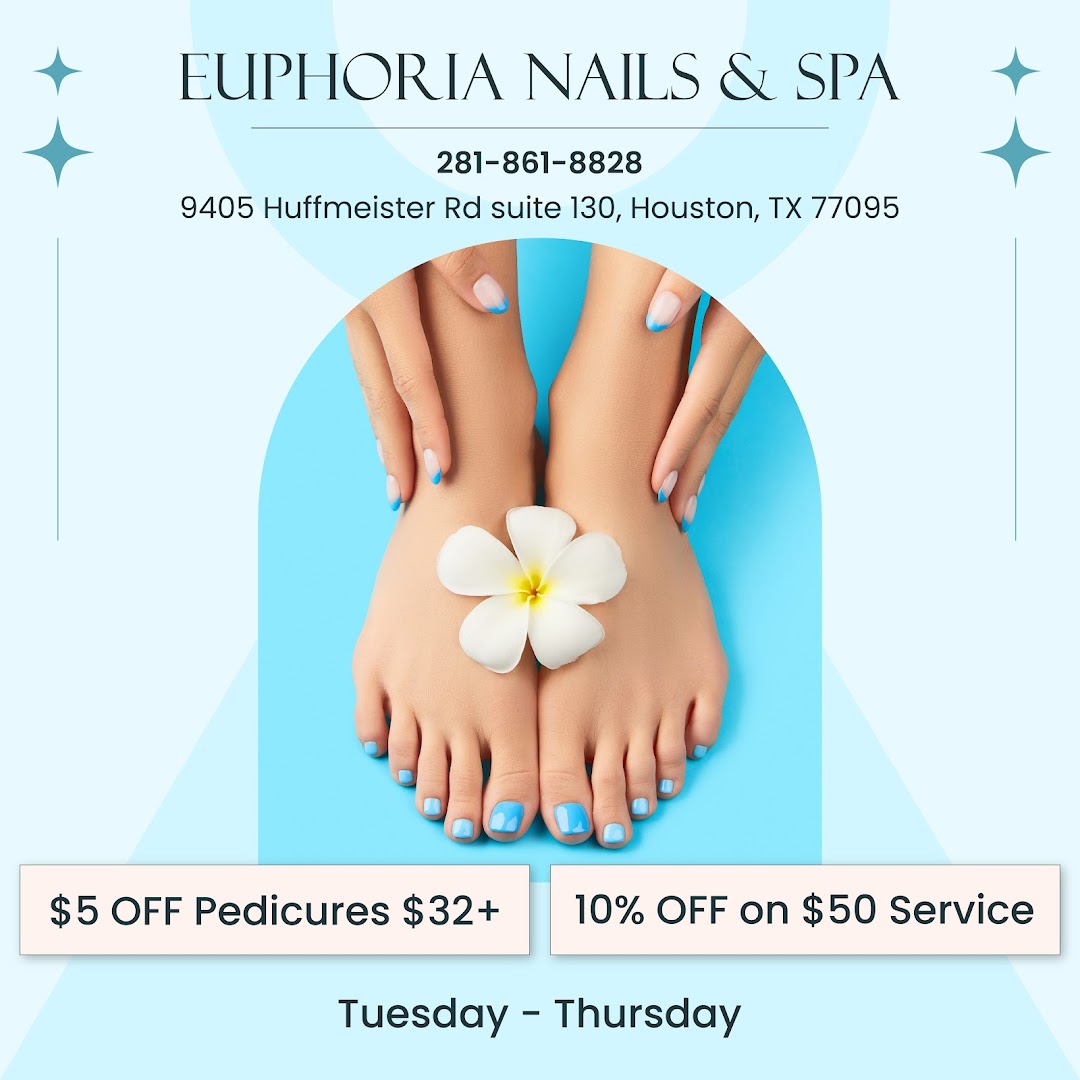 EUPHORIA NAILS & SPA
281-861-8828
9405 Huffmeister Rd suite 130, Houston, TX 77095
$5 OFF Pedicures $32+
10% OFF on $50 Service
Tuesday - Thursday